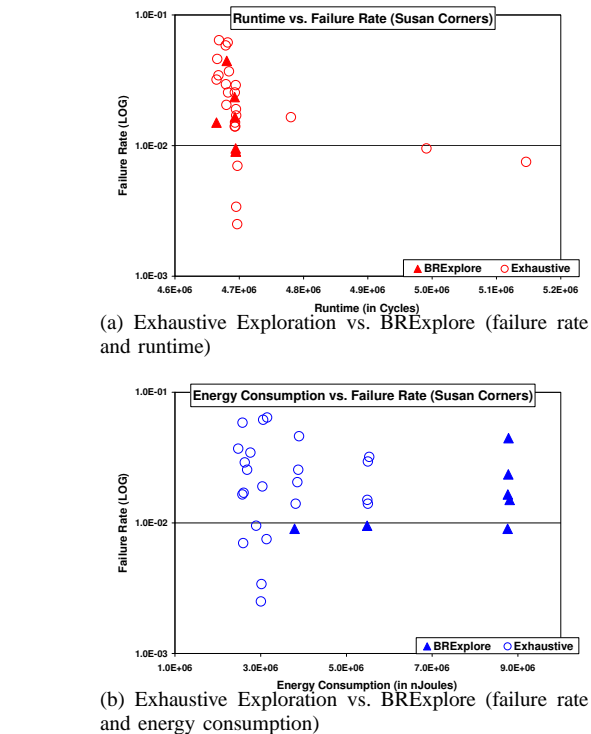 1.0E-01
Runtime vs. Failure Rate (Susan Corners)
Failure Rate (LOG)
1.0E-02
1.0E-03
BRExplore Exhaustive
4.6E+06 4.7E+06 4.8E+06 4.9E+06 5.0E+06 5.1E+06 5.2E+06
Runtime (in Cycles)
(a) Exhaustive Exploration vs. BRExplore (failure rate
and runtime)
1.0E-01
Energy Consumption vs. Failure Rate (Susan Corners)
Failure Rate (LOG)
1.0E-02
1.0E-03
BRExplore Exhaustive
1.0E+06 3.0E+06 5.0E+06 7.0E+06 9.0E+06
Energy Consumption (in nJoules)
(b) Exhaustive Exploration vs. BRExplore (failure rate
and energy consumption)